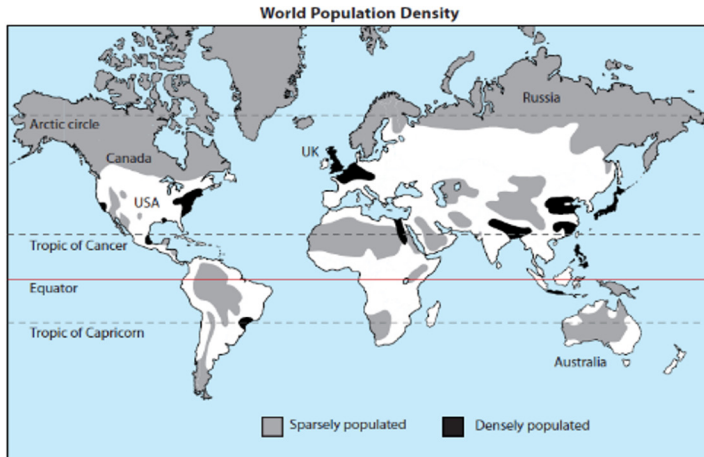 World Population Density
Russia
Arctic circle
UK
Canada
USA
Tropic of Cancer
Equator
Tropic of Capricorn
Australia
Sparsely populated
Densely populated